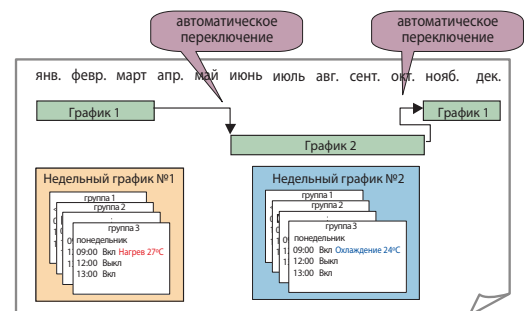 автоматическое
переключение
автоматическое
переключение
янв. февр. март апр. май июнь июль авг. сент. окт. нояб. дек.
График 1
График 1
График 2
Недельный график №1
группа 1
группа 2
группа 3
понедельник
09:00 Вкл Нагрев 27ºC
12:00 Выкл
13:00 Вкл
Недельный график №2
группа 1
группа 2
группа 3
понедельник
09:00 Вкл Охлаждение 24ºC
12:00 Выкл
13:00 Вкл